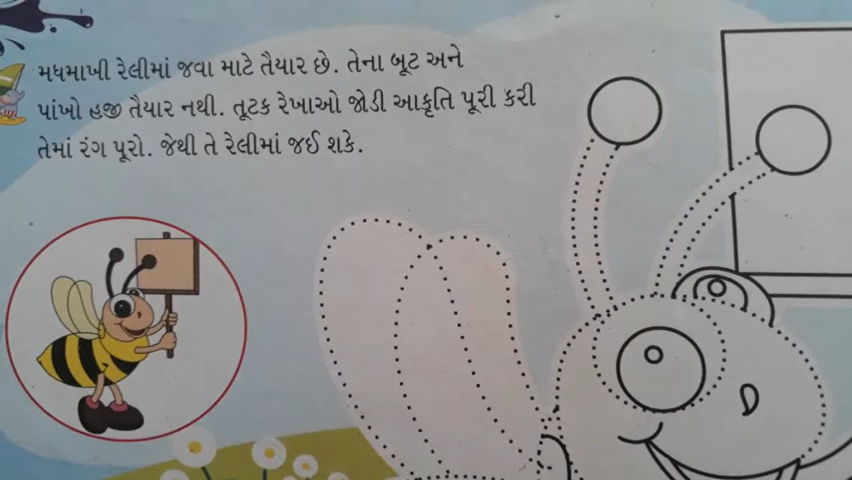 મધમાખી રેલીમાં જવા માટે તૈયાર છે. તેના બૂટ અને
પાંખો હજી તૈયાર નથી. તૂટક રેખાઓ જોડી આકૃતિ પૂરી કરી
તેમાં રંગ પૂરો. જેથી તે રેલીમાં જઈ શકે.